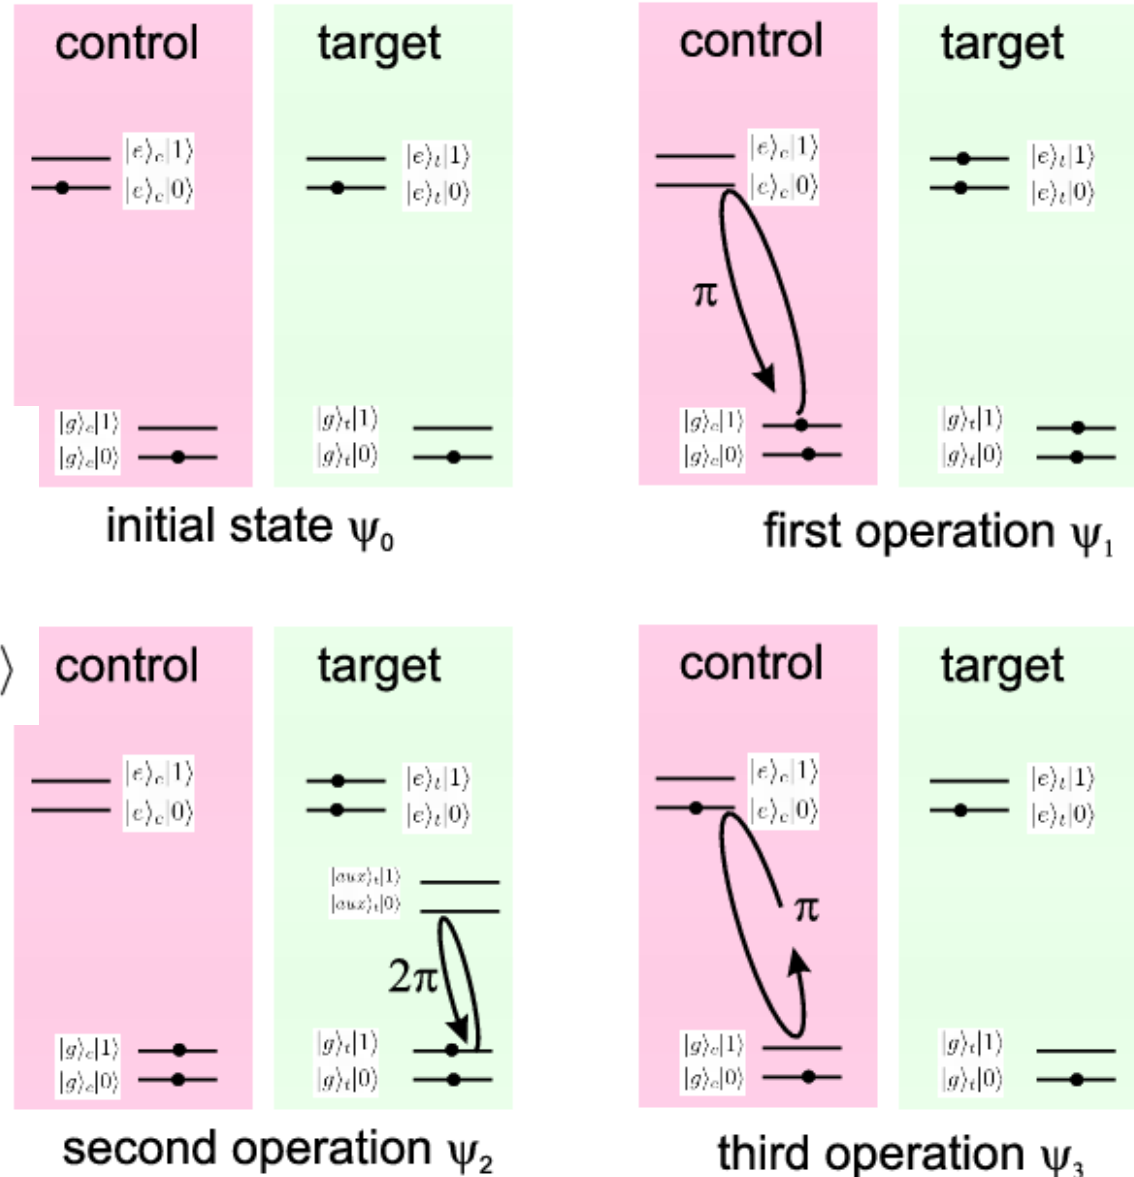 control target
|e⟩c|1⟩ |e⟩t|1⟩
|e⟩c|0⟩ |e⟩t|0⟩
|g⟩c|1⟩ |g⟩t|1⟩
|g⟩c|0⟩ |g⟩t|0⟩
initial state ψ₀
control target
|e⟩c|1⟩ |e⟩t|1⟩
|e⟩c|0⟩ |e⟩t|0⟩
π
|g⟩c|1⟩ |g⟩t|1⟩
|g⟩c|0⟩ |g⟩t|0⟩
first operation ψ₁
⟩
control target
|e⟩c|1⟩ |e⟩t|1⟩
|e⟩c|0⟩ |e⟩t|0⟩
|aux⟩t|1⟩
|aux⟩t|0⟩
2π
|g⟩c|1⟩ |g⟩t|1⟩
|g⟩c|0⟩ |g⟩t|0⟩
second operation ψ₂
control target
|e⟩c|1⟩ |e⟩t|1⟩
|e⟩c|0⟩ |e⟩t|0⟩
π
|g⟩c|1⟩ |g⟩t|1⟩
|g⟩c|0⟩ |g⟩t|0⟩
third operation ψ₃